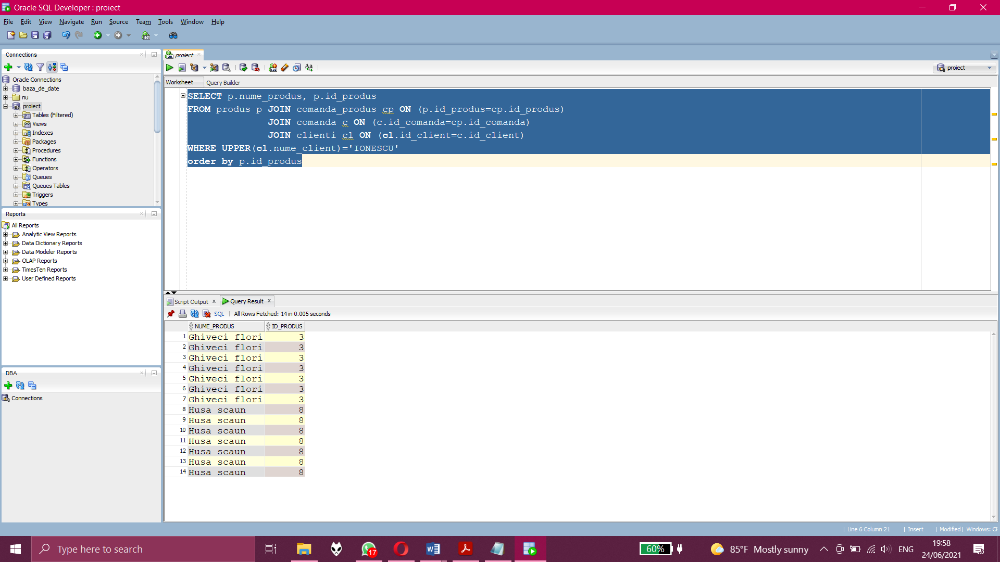 Oracle SQL Developer : proiect
File Edit View Navigate Run Source Team Tools Window Help
Connections
Oracle Connections
baza_de_date
nu
proiect
Tables (Filtered)
Views
Indexes
Packages
Procedures
Functions
Operators
Queues
Queues Tables
Triggers
Types
Reports
All Reports
Analytic View Reports
Data Dictionary Reports
Data Modeler Reports
OLAP Reports
TimesTen Reports
User Defined Reports
DBA
Connections
proiect
proiect
Worksheet Query Builder
SELECT p.nume_produs, p.id_produs
FROM produs p JOIN comanda_produs cp ON (p.id_produs=cp.id_produs)
JOIN comanda c ON (c.id_comanda=cp.id_comanda)
JOIN clienti cl ON (cl.id_client=c.id_client)
WHERE UPPER(cl.nume_client)='IONESCU'
order by p.id_produs
Script Output x Query Result x
SQL | All Rows Fetched: 14 in 0.005 seconds
NUME_PRODUS ID_PRODUS
1 Ghiveci flori 3
2 Ghiveci flori 3
3 Ghiveci flori 3
4 Ghiveci flori 3
5 Ghiveci flori 3
6 Ghiveci flori 3
7 Ghiveci flori 3
8 Husa scaun 8
9 Husa scaun 8
10 Husa scaun 8
11 Husa scaun 8
12 Husa scaun 8
13 Husa scaun 8
14 Husa scaun 8
| Line 6 Column 21 | Insert | Modified | Windows: CF
Type here to search
17
60%
85°F Mostly sunny
ENG
19:58
24/06/2021